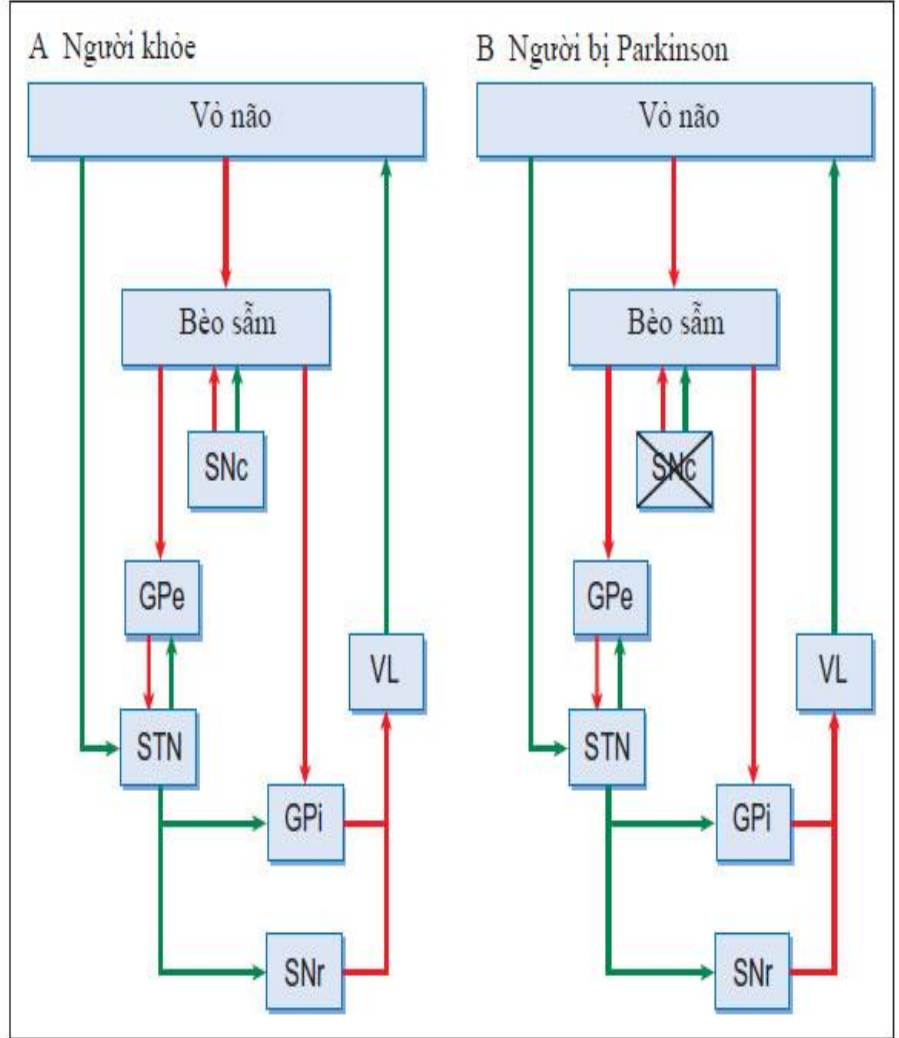 A Người khỏe
Vỏ não
Bèo sẫm
SNc
GPe
VL
STN
GPi
SNr
B Người bị Parkinson
Vỏ não
Bèo sẫm
SNc
GPe
VL
STN
GPi
SNr